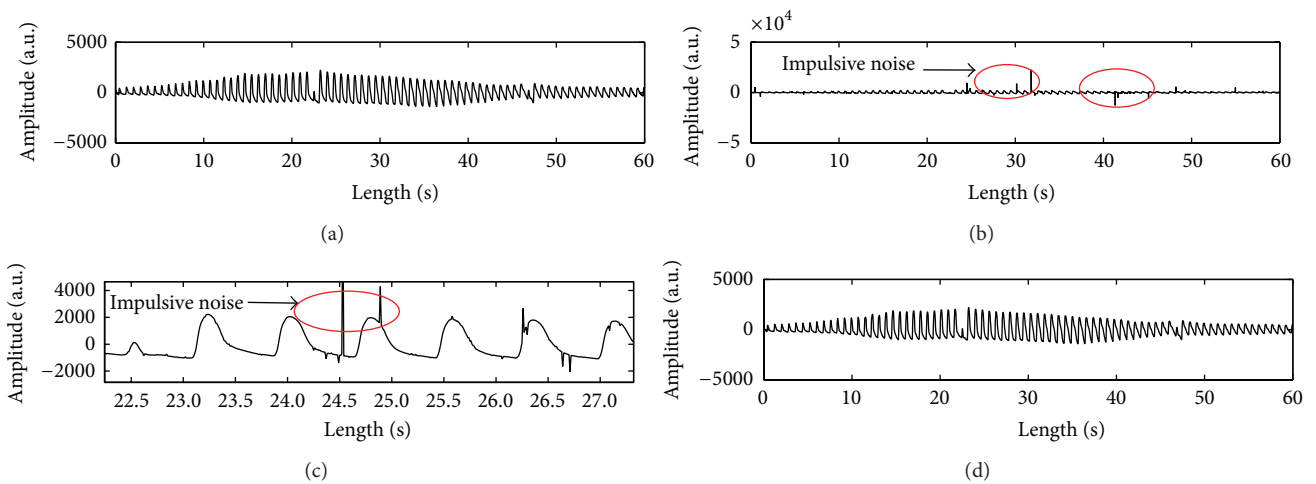 Amplitude (a.u.)
5000
0
−5000
0 10 20 30 40 50 60
Length (s)
(a)
×10⁴
Amplitude (a.u.)
5
0
−5
Impulsive noise
0 10 20 30 40 50 60
Length (s)
(b)
Amplitude (a.u.)
4000
2000
0
−2000
Impulsive noise
22.5 23.0 23.5 24.0 24.5 25.0 25.5 26.0 26.5 27.0
Length (s)
(c)
Amplitude (a.u.)
5000
0
−5000
0 10 20 30 40 50 60
Length (s)
(d)